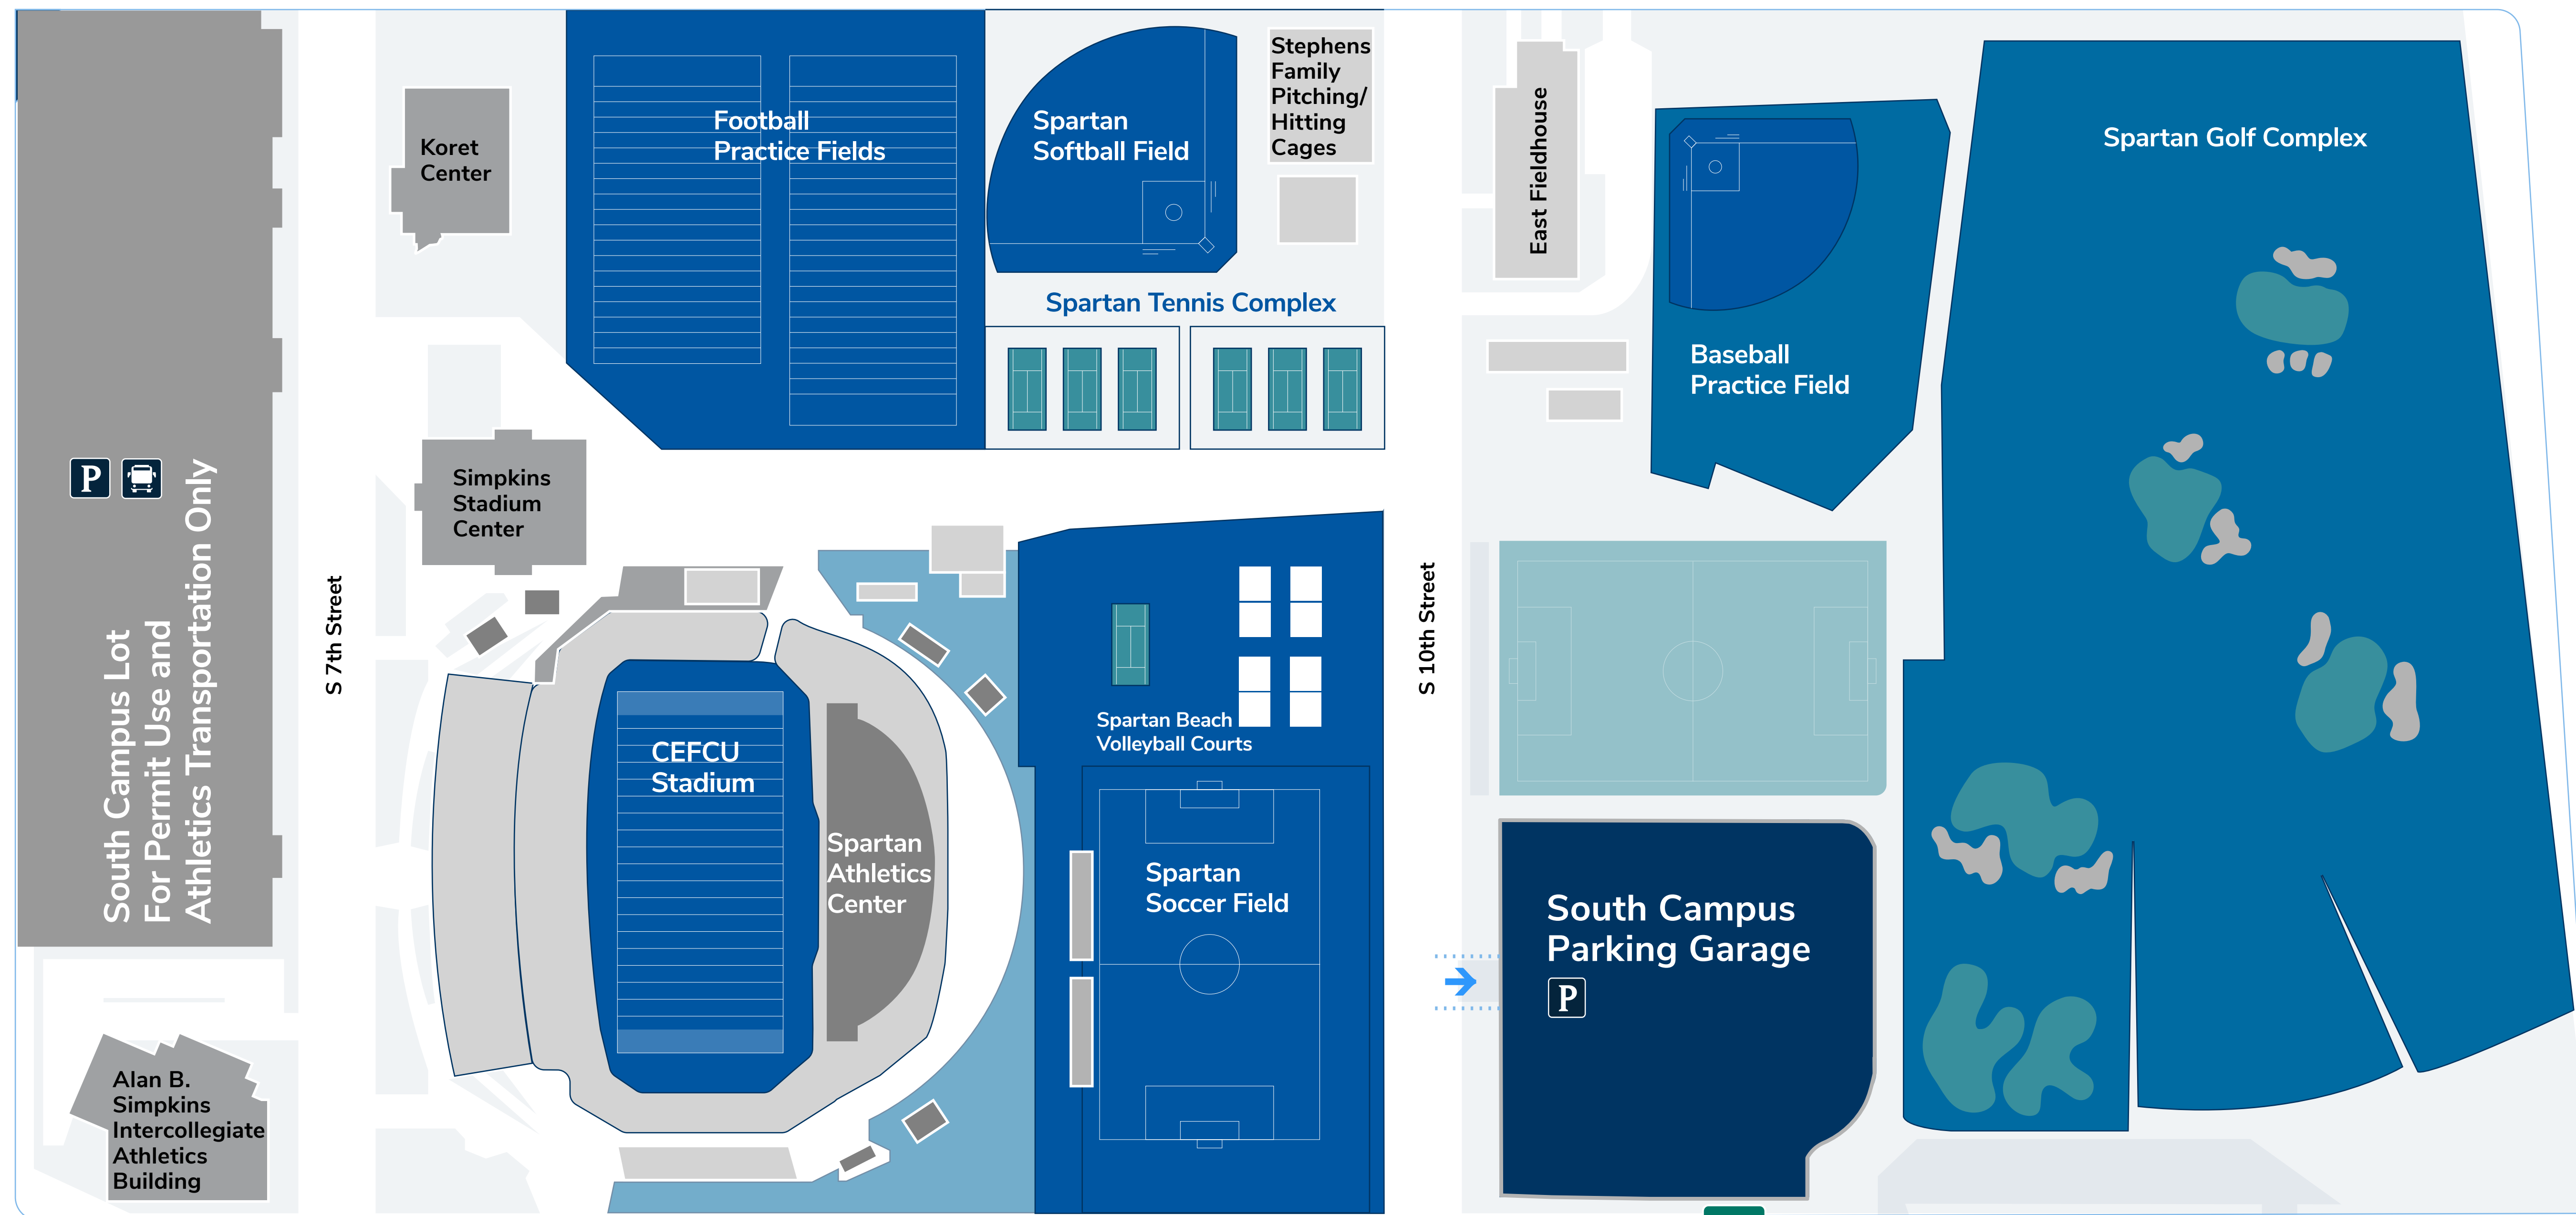 South Campus Lot
For Permit Use and
Athletics Transportation Only
P
Alan B.
Simpkins
Intercollegiate
Athletics
Building
S 7th Street
Koret
Center
Simpkins
Stadium
Center
Football
Practice Fields
Spartan
Softball Field
Stephens
Family
Pitching/
Hitting
Cages
Spartan Tennis Complex
CEFCU
Stadium
Spartan
Athletics
Center
Spartan Beach
Volleyball Courts
Spartan
Soccer Field
S 10th Street
East Fieldhouse
Baseball
Practice Field
Spartan Golf Complex
South Campus
Parking Garage
P